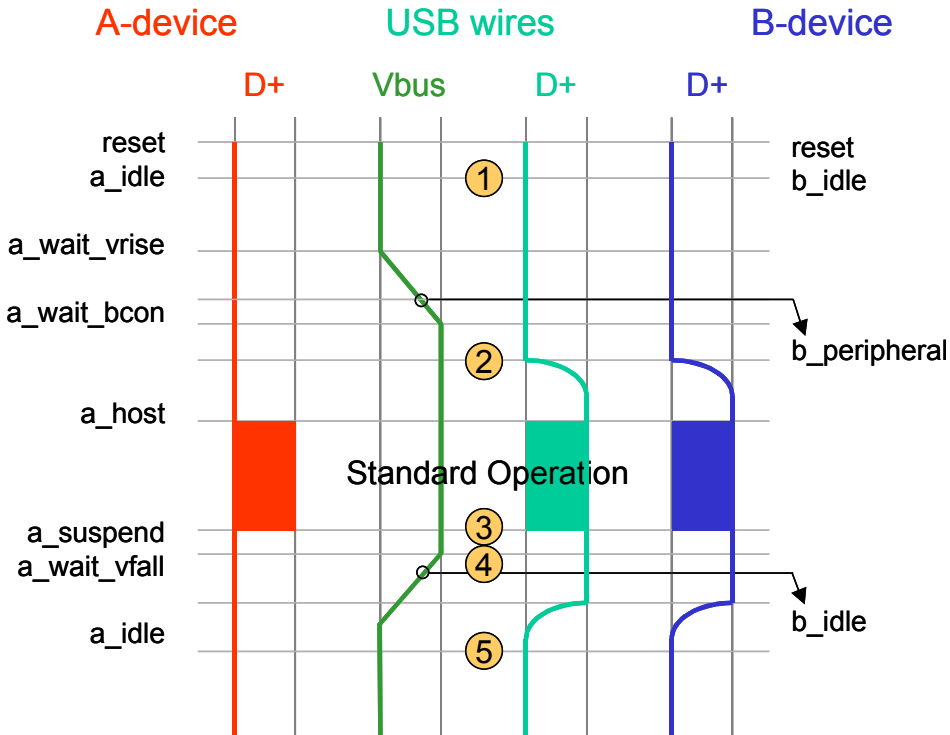 A-device USB wires B-device
D+ Vbus D+ D+
reset
reset
a_idle
1
b_idle
a_wait_vrise
a_wait_bcon
b_peripheral
2
a_host
Standard Operation
3
a_suspend
4
a_wait_vfall
b_idle
a_idle
5